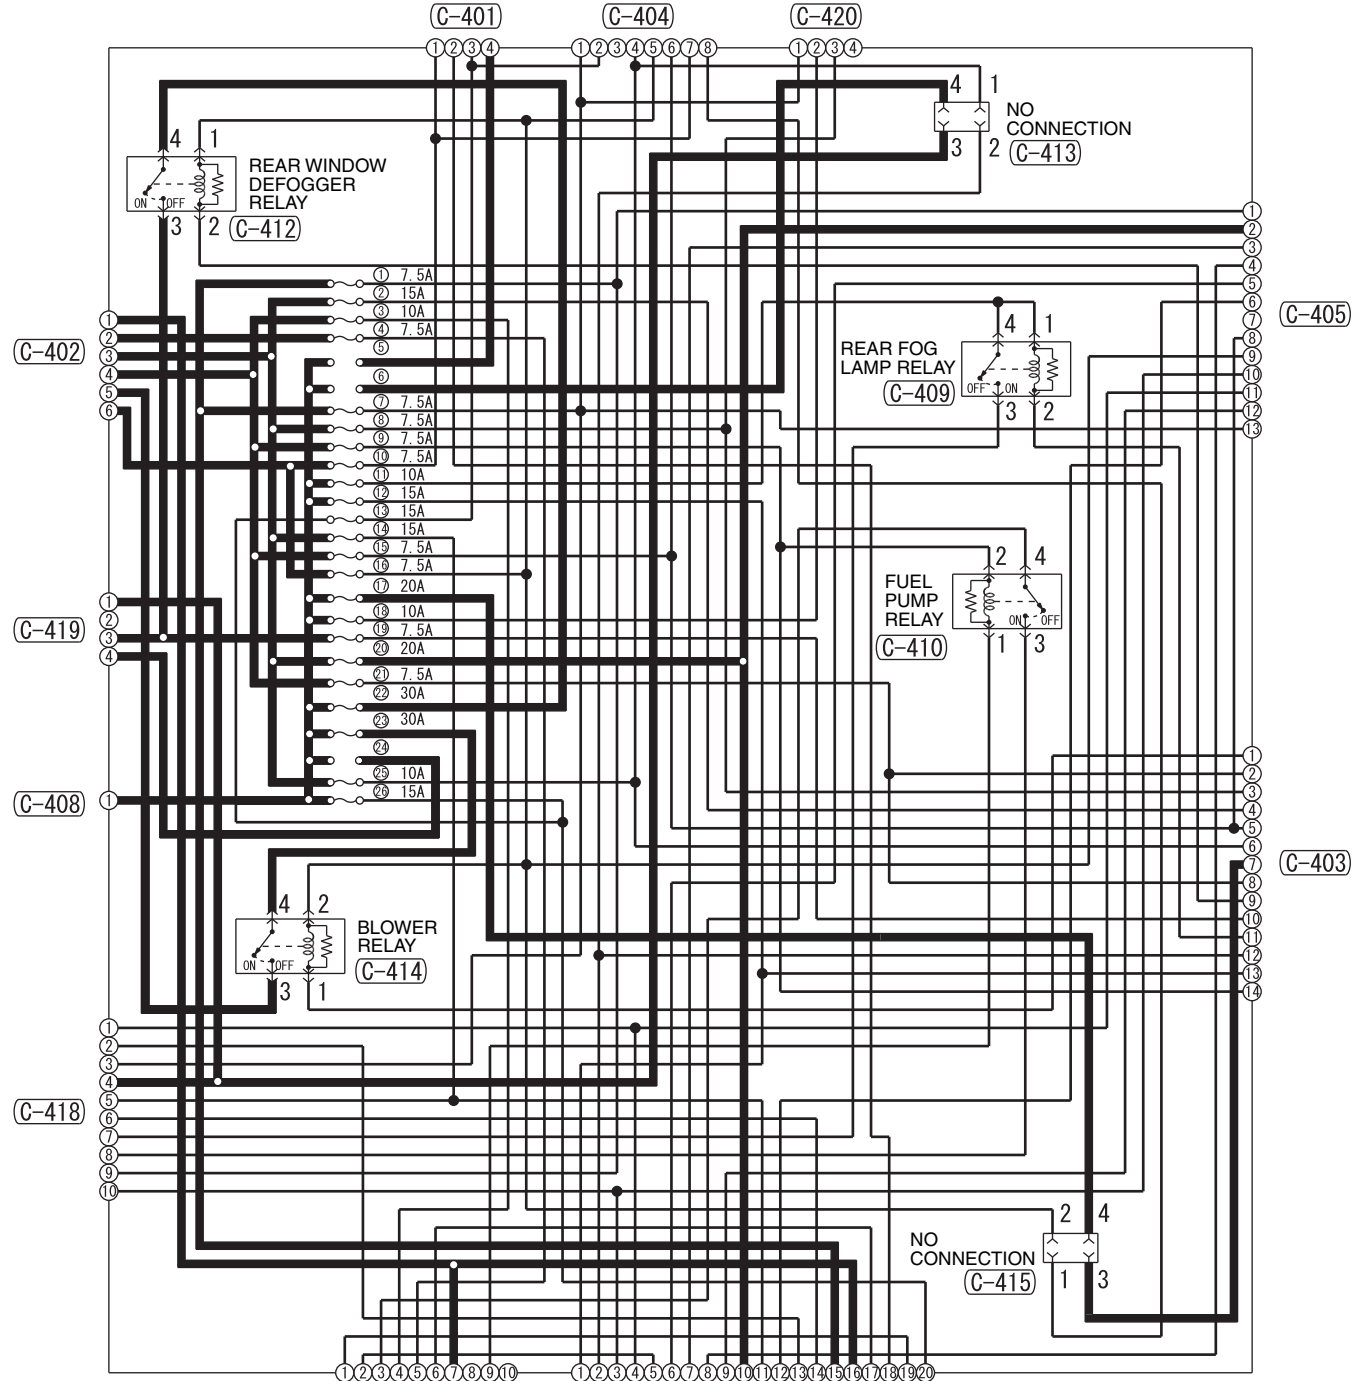 C-401 C-404 C-420
① ② ③ ④ ① ② ③ ④ ⑤ ⑥ ⑦ ⑧ ① ② ③ ④
4 1
NO
CONNECTION
3 2 C-413
4 1
REAR WINDOW
DEFOGGER
RELAY
ON OFF
3 2 C-412
① 7.5A
② 15A
③ 10A
④ 7.5A
⑤
⑥
⑦ 7.5A
⑧ 7.5A
⑨ 7.5A
⑩ 7.5A
⑪ 10A
⑫ 15A
⑬ 15A
⑭ 15A
⑮ 7.5A
⑯ 7.5A
⑰ 20A
⑱ 10A
⑲ 7.5A
⑳ 20A
㉑ 7.5A
㉒ 30A
㉓ 30A
㉔
㉕ 10A
㉖ 15A
C-402
①
②
③
④
⑤
⑥
C-419
①
②
③
④
C-408
①
C-405
①
②
③
④
⑤
⑥
⑦
⑧
⑨
⑩
⑪
⑫
⑬
4 1
REAR FOG
LAMP RELAY
C-409
OFF ON
3 2
2 4
FUEL
PUMP
RELAY
C-410
ON OFF
1 3
C-403
①
②
③
④
⑤
⑥
⑦
⑧
⑨
⑩
⑪
⑫
⑬
⑭
4 2
BLOWER
RELAY
C-414
ON OFF
3 1
C-418
①
②
③
④
⑤
⑥
⑦
⑧
⑨
⑩
2 4
NO
CONNECTION
C-415
1 3
① ② ③ ④ ⑤ ⑥ ⑦ ⑧ ⑨ ⑩ ① ② ③ ④ ⑤ ⑥ ⑦ ⑧ ⑨ ⑩ ⑪ ⑫ ⑬ ⑭ ⑮ ⑯ ⑰ ⑱ ⑲ ⑳